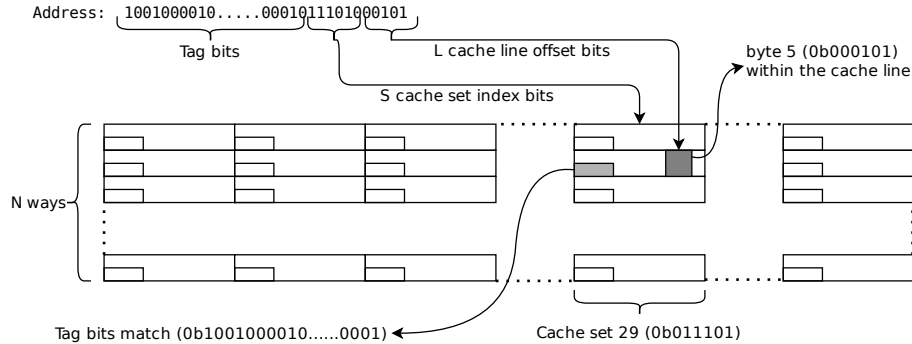 Address: 1001000010.....0001011101000101
Tag bits
L cache line offset bits
byte 5 (0b000101)
within the cache line
S cache set index bits
N ways
Tag bits match (0b1001000010......0001)
Cache set 29 (0b011101)